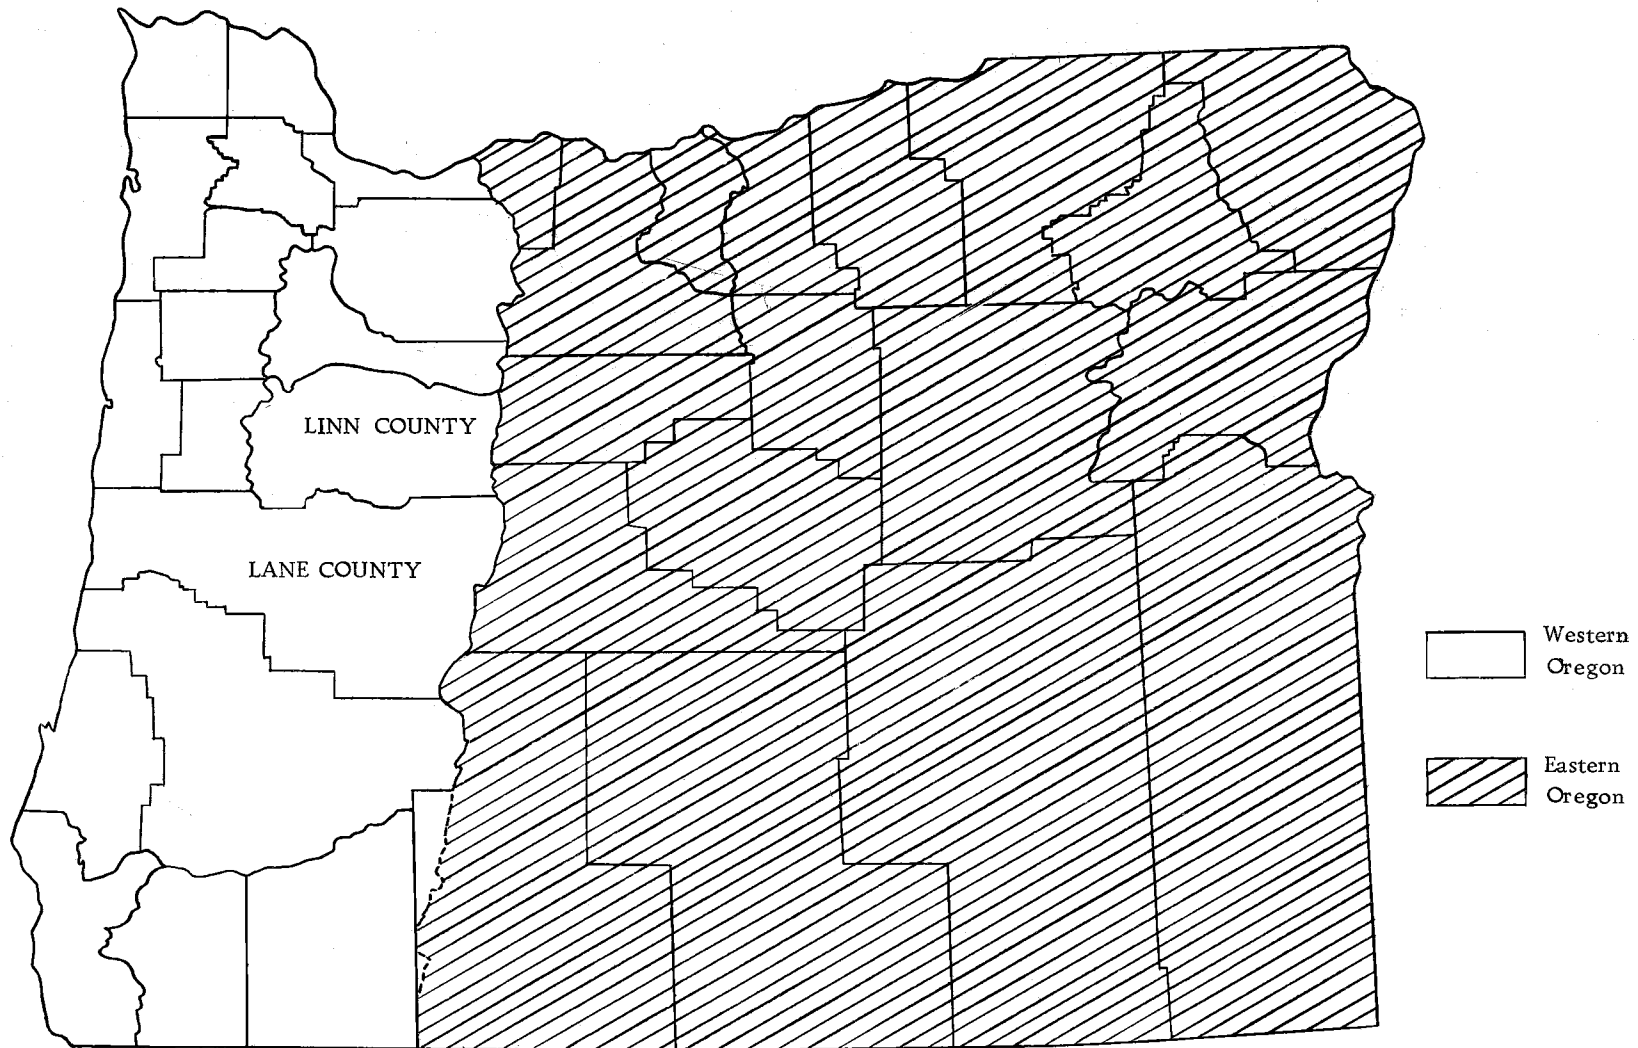 LINN COUNTY
LANE COUNTY
Western
Oregon
Eastern
Oregon